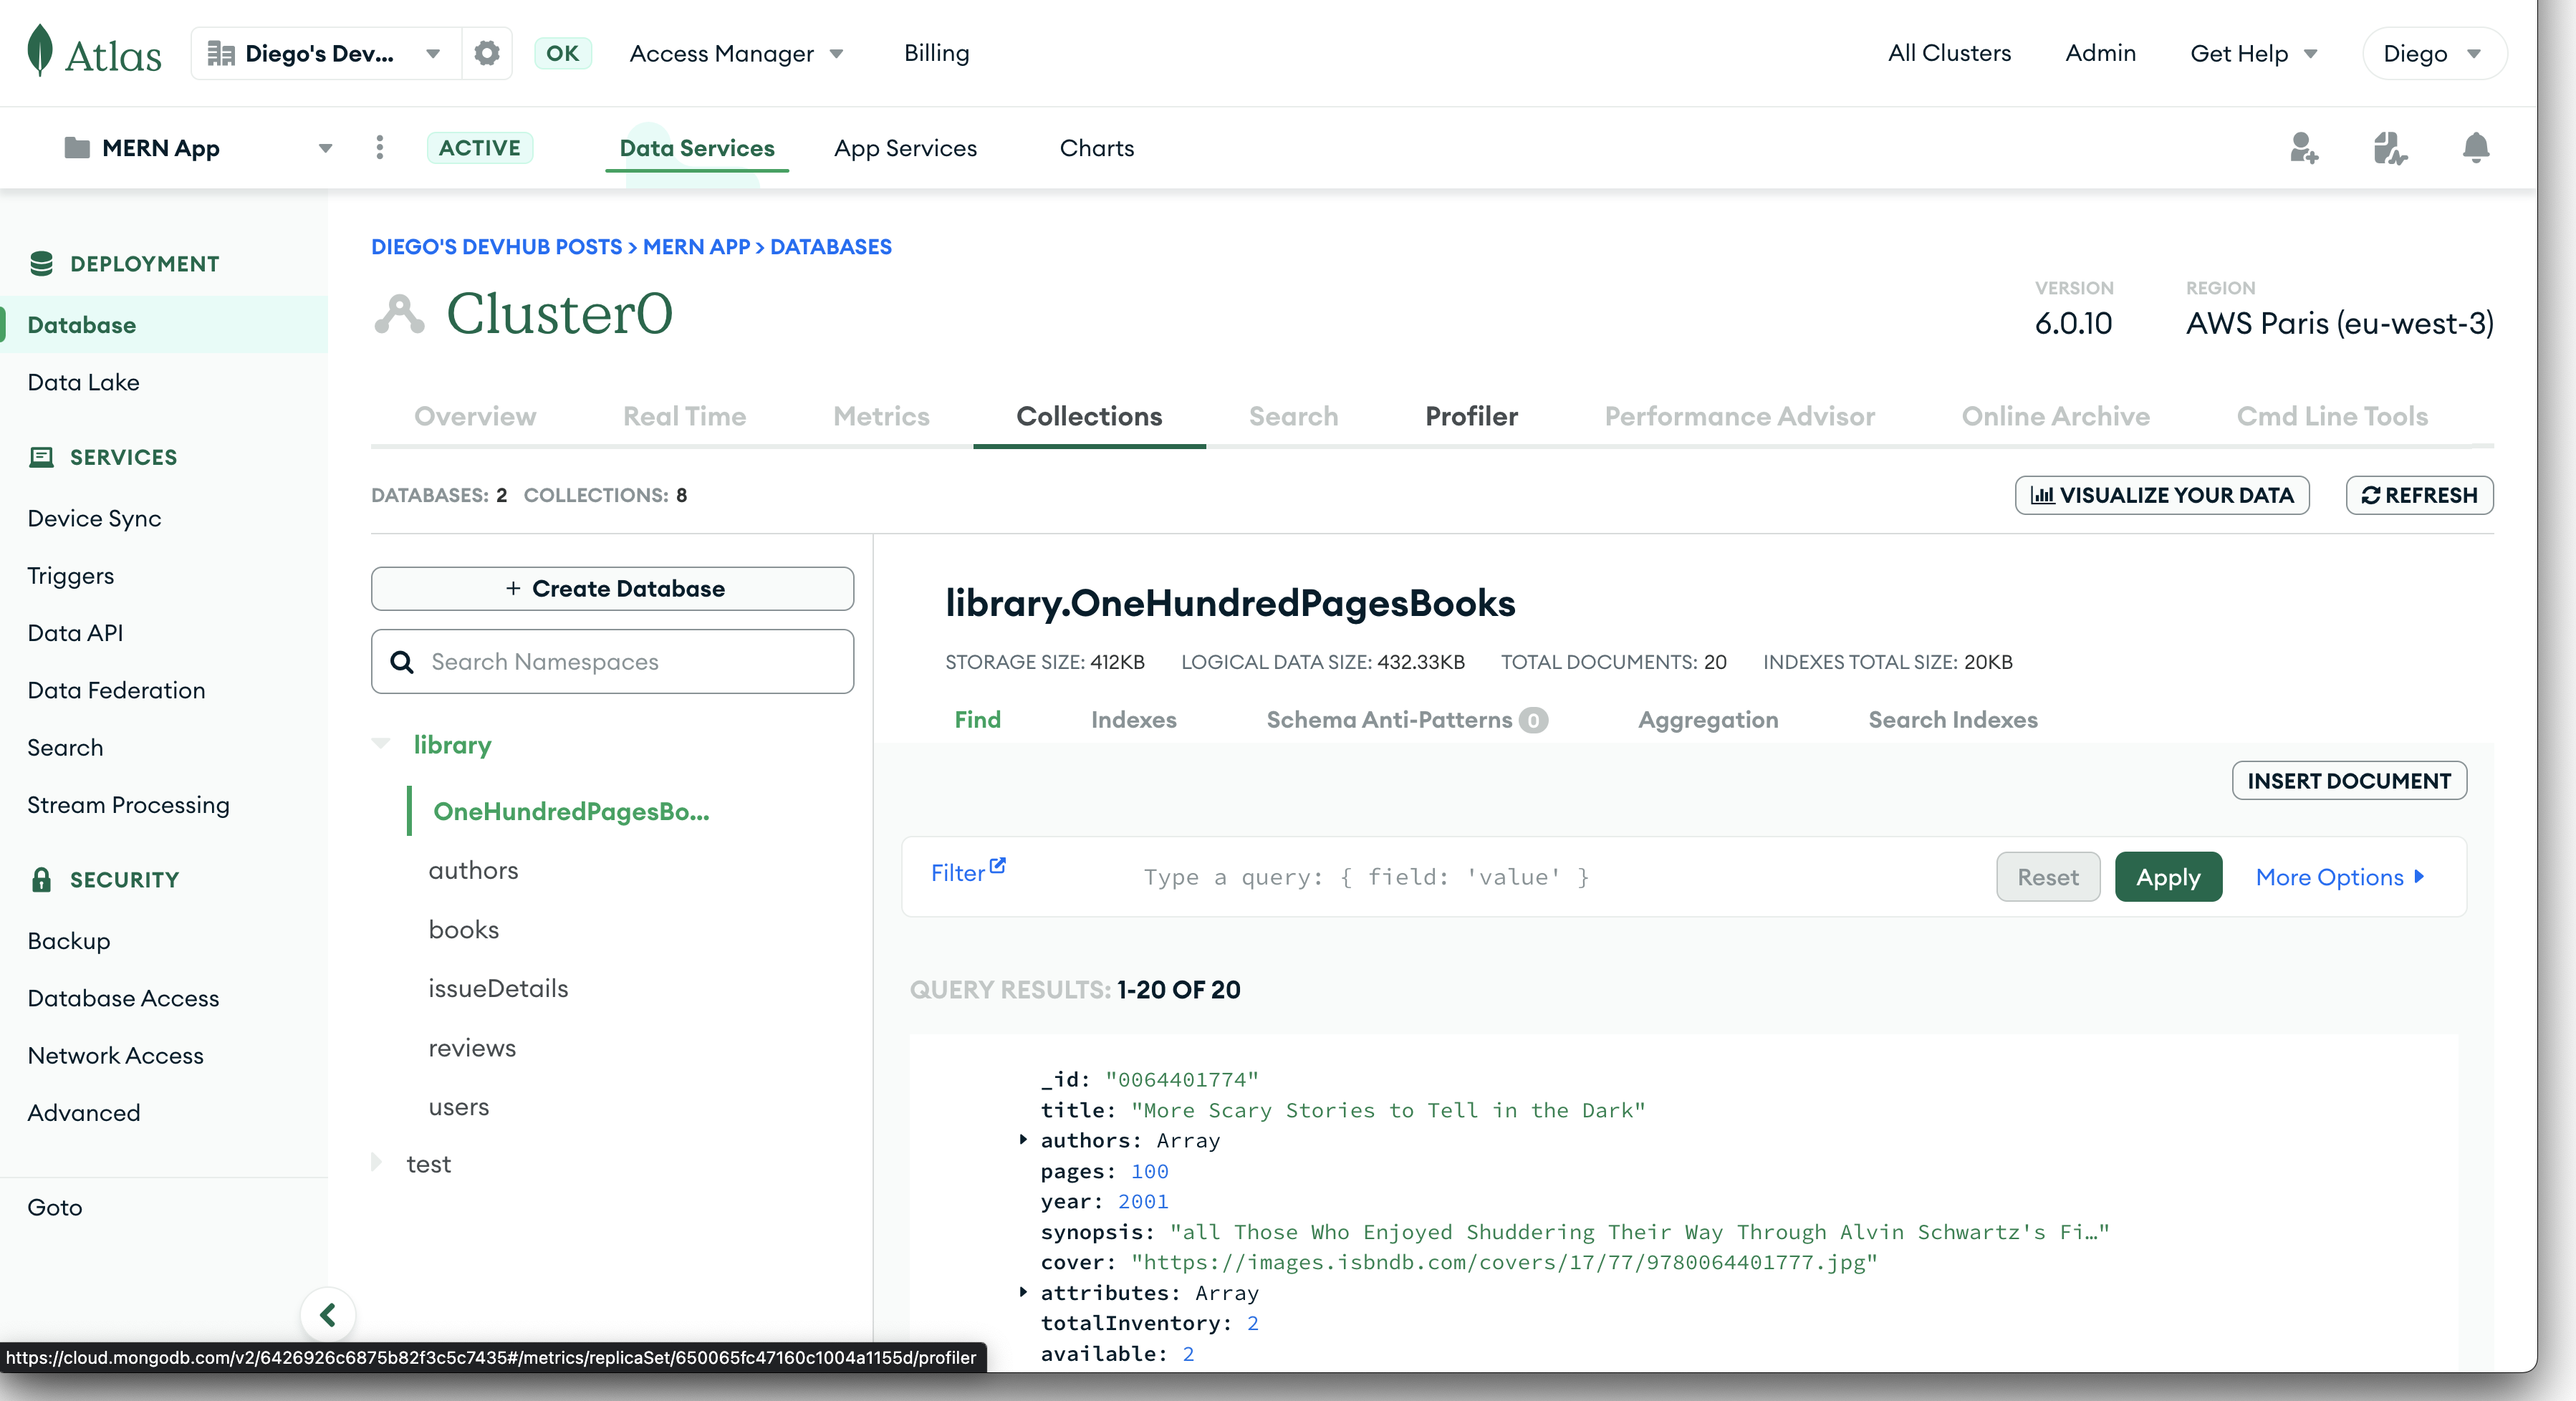 Atlas
Diego's Dev...
OK
Access Manager
Billing
All Clusters
Admin
Get Help
Diego
MERN App
ACTIVE
Data Services
App Services
Charts
DEPLOYMENT
Database
Data Lake
SERVICES
Device Sync
Triggers
Data API
Data Federation
Search
Stream Processing
SECURITY
Backup
Database Access
Network Access
Advanced
Goto
DIEGO'S DEVHUB POSTS > MERN APP > DATABASES
Cluster0
VERSION
6.0.10
REGION
AWS Paris (eu-west-3)
Overview
Real Time
Metrics
Collections
Search
Profiler
Performance Advisor
Online Archive
Cmd Line Tools
DATABASES: 2 COLLECTIONS: 8
VISUALIZE YOUR DATA
REFRESH
+ Create Database
Search Namespaces
library
OneHundredPagesBo...
authors
books
issueDetails
reviews
users
test
library.OneHundredPagesBooks
STORAGE SIZE: 412KB LOGICAL DATA SIZE: 432.33KB TOTAL DOCUMENTS: 20 INDEXES TOTAL SIZE: 20KB
Find
Indexes
Schema Anti-Patterns 0
Aggregation
Search Indexes
INSERT DOCUMENT
Filter
Type a query: { field: 'value' }
Reset
Apply
More Options
QUERY RESULTS: 1-20 OF 20
_id: "0064401774"
title: "More Scary Stories to Tell in the Dark"
authors: Array
pages: 100
year: 2001
synopsis: "all Those Who Enjoyed Shuddering Their Way Through Alvin Schwartz's Fi…"
cover: "https://images.isbndb.com/covers/17/77/9780064401777.jpg"
attributes: Array
totalInventory: 2
available: 2
https://cloud.mongodb.com/v2/6426926c6875b82f3c5c7435#/metrics/replicaSet/650065fc47160c1004a1155d/profiler